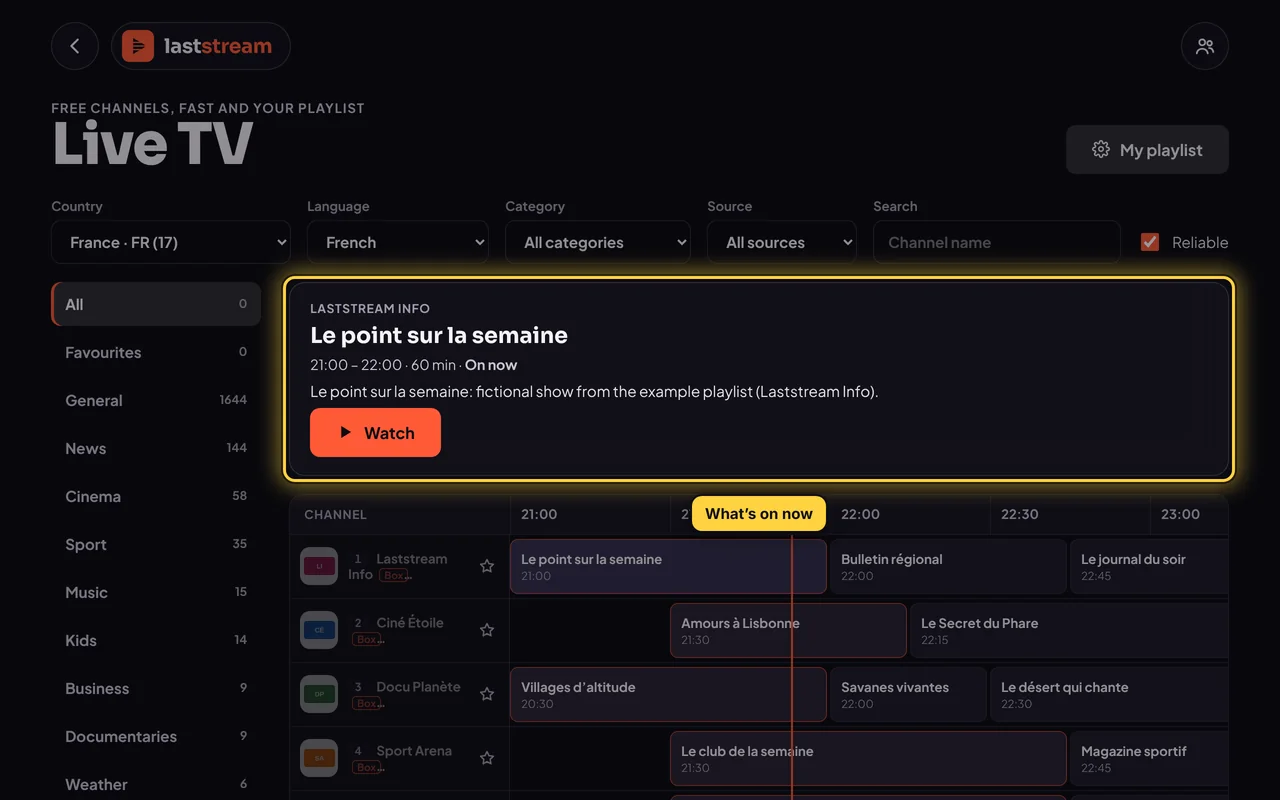 laststream
FREE CHANNELS, FAST AND YOUR PLAYLIST
Live TV
My playlist
Country
Language
Category
Source
Search
France · FR (17)
French
All categories
All sources
Channel name
Reliable
All 0
Favourites 0
General 1644
News 144
Cinema 58
Sport 35
Music 15
Kids 14
Business 9
Documentaries 9
Weather 6
LASTSTREAM INFO
Le point sur la semaine
21:00 – 22:00 · 60 min · On now
Le point sur la semaine: fictional show from the example playlist (Laststream Info).
Watch
What's on now
CHANNEL 21:00 2 22:00 22:30 23:00
LI
1 Laststream
Info Box…
Le point sur la semaine
21:00
Bulletin régional
22:00
Le journal du soir
22:45
CE
2 Ciné Étoile
Box…
Amours à Lisbonne
21:30
Le Secret du Phare
22:15
DP
3 Docu Planète
Box…
Villages d'altitude
20:30
Savanes vivantes
22:00
Le désert qui chante
22:30
SA
4 Sport Arena
Box…
Le club de la semaine
21:30
Magazine sportif
22:45